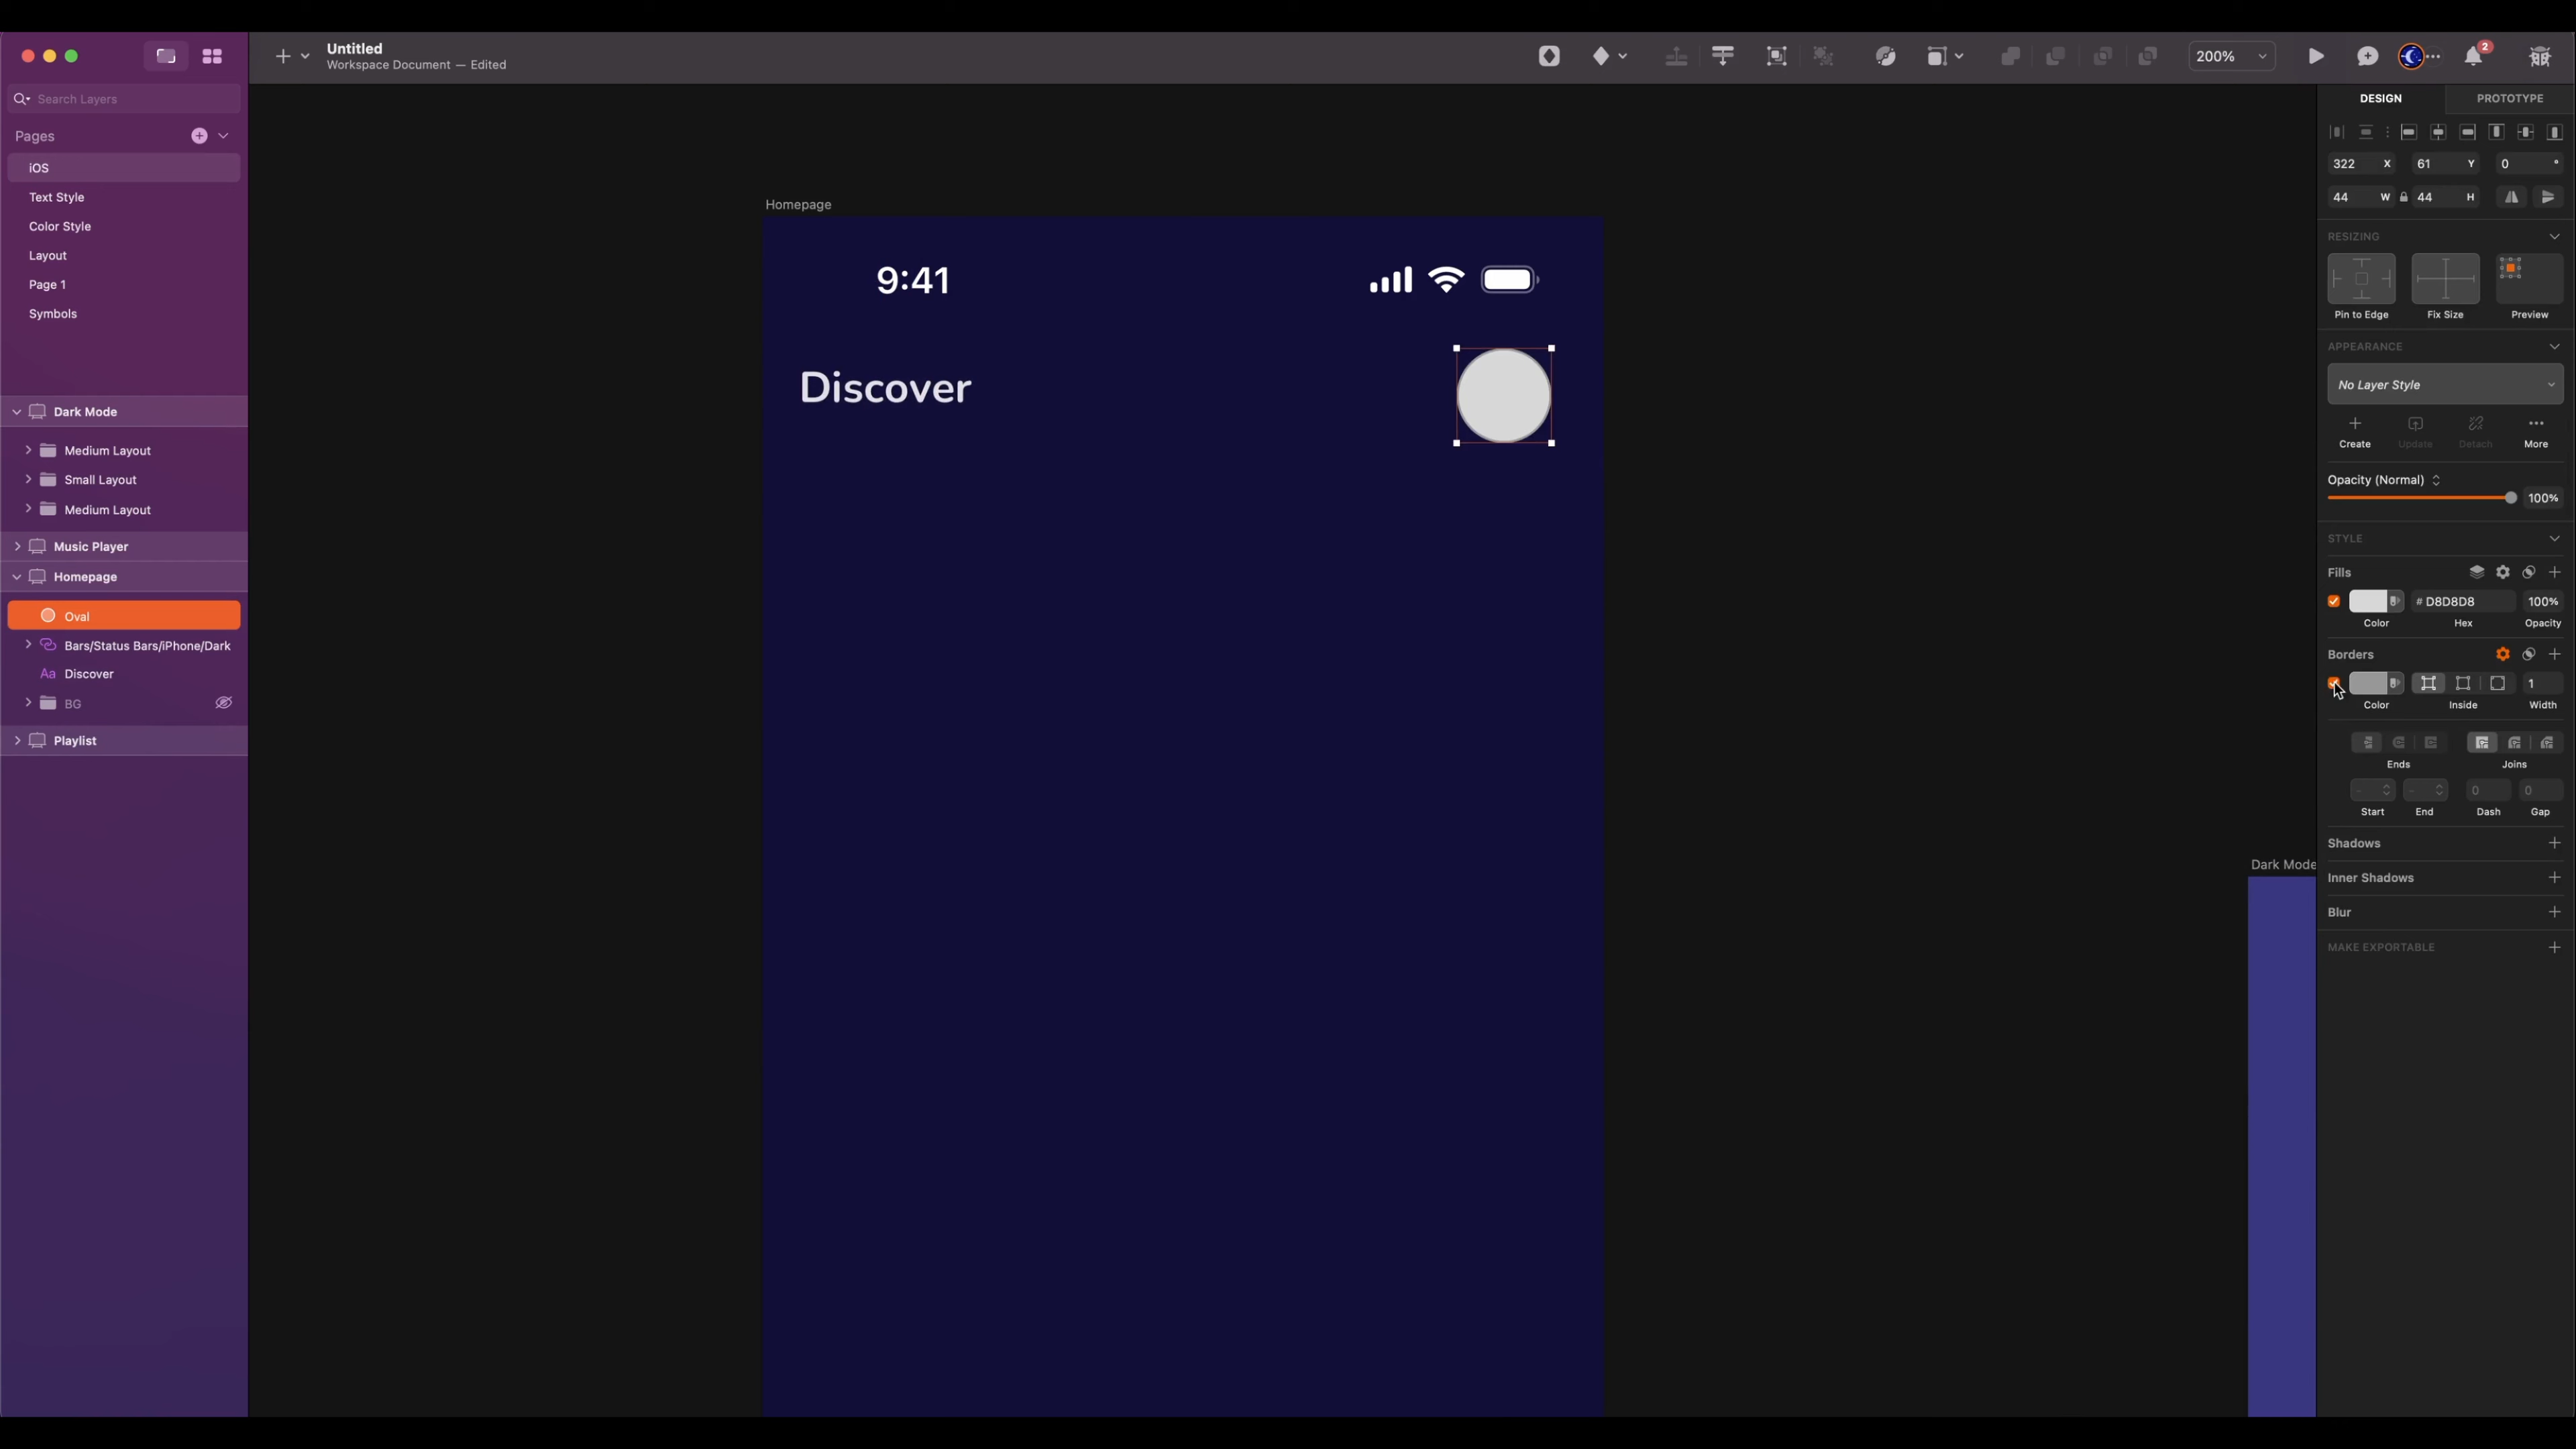 Untitled
Workspace Document — Edited
200%
2
Search Layers
Pages
iOS
Text Style
Color Style
Layout
Page 1
Symbols
Dark Mode
Medium Layout
Small Layout
Medium Layout
Music Player
Homepage
Oval
Bars/Status Bars/iPhone/Dark
Aa Discover
BG
Playlist
Homepage
9:41
Discover
Dark Mode
DESIGN PROTOTYPE
322 X 61 Y 0 °
44 W 44 H
RESIZING
Pin to Edge Fix Size Preview
APPEARANCE
No Layer Style
Create Update Detach More
Opacity (Normal)
100%
STYLE
Fills
# D8D8D8 100%
Color Hex Opacity
Borders
1
Color Inside Width
Ends Joins
- - 0 0
Start End Dash Gap
Shadows
Inner Shadows
Blur
MAKE EXPORTABLE